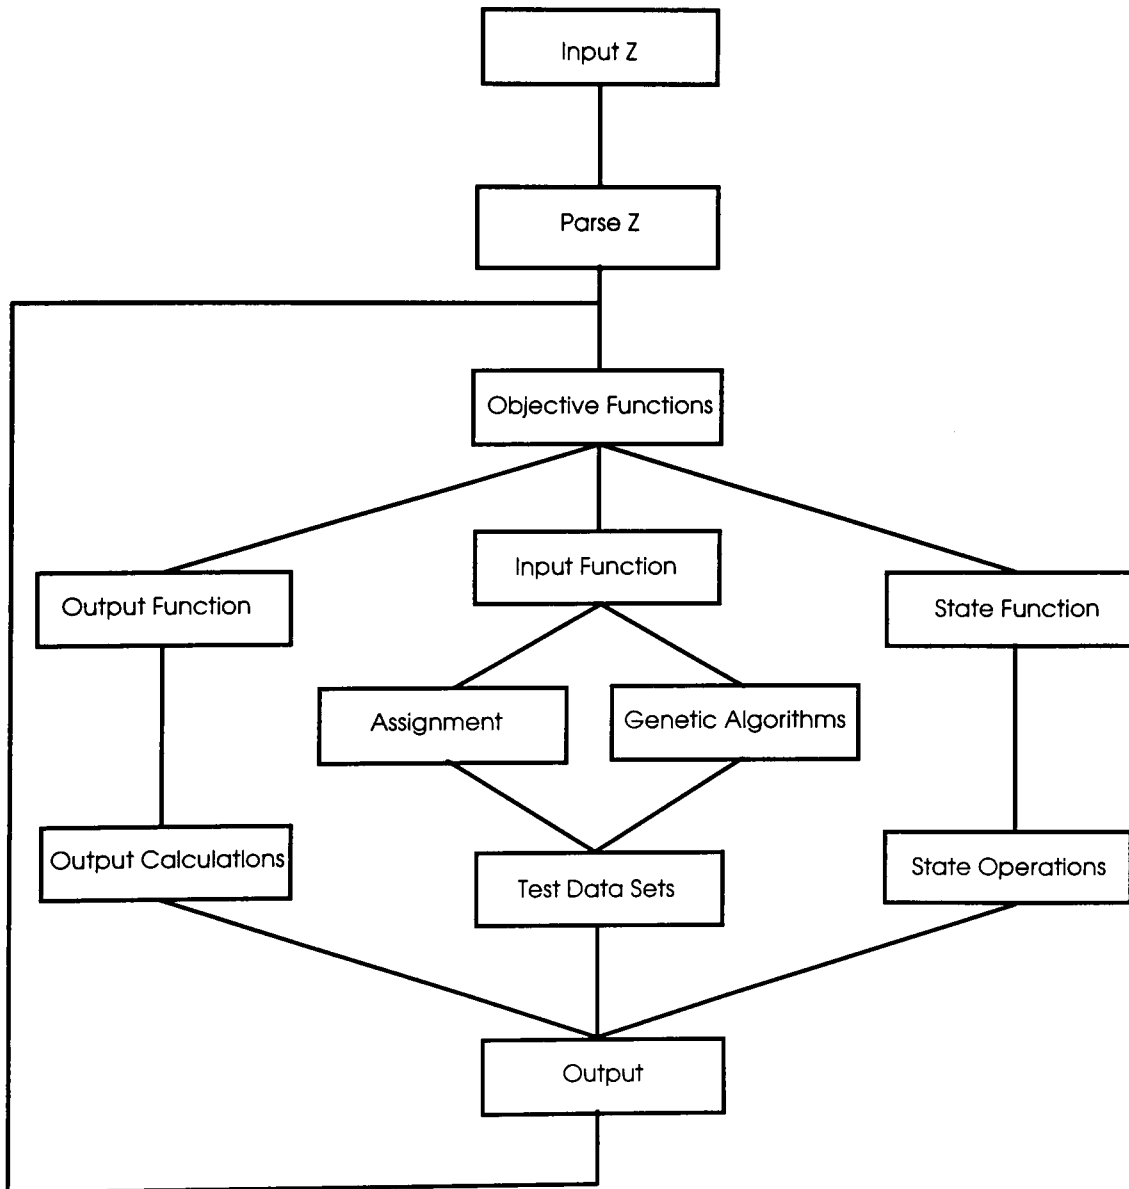 Input Z
Parse Z
Objective Functions
Input Function
Output Function
State Function
Assignment
Genetic Algorithms
Output Calculations
Test Data Sets
State Operations
Output